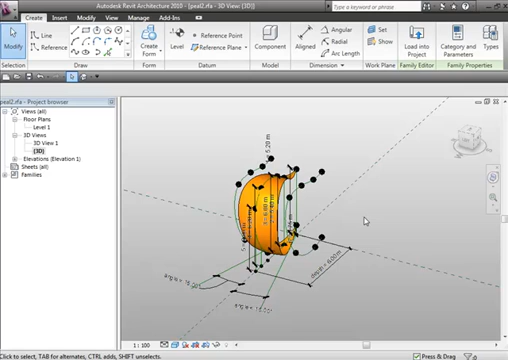 Autodesk Revit Architecture 2010 - [peal2.rfa - 3D View: {3D}]
Create Insert View Manage Modify Add-Ins
Modify
Line
Reference
Create Form
Level
Reference Point
Reference Plane
Component
Aligned
Angular
Radial
Arc Length
Set
Show
Load into Project
Category and Parameters
Types
Selection
Draw
Form
Datum
Model
Dimension
Work Plane
Family Editor
Family Properties
peal2.rfa - Project browser
Views (all)
Floor Plans
Level 1
3D Views
3D View 1
{3D}
Elevations (Elevation 1)
Sheets (all)
Families
1 : 100
Click to select, TAB for alternates, CTRL adds, SHIFT unselects.
Press & Drag